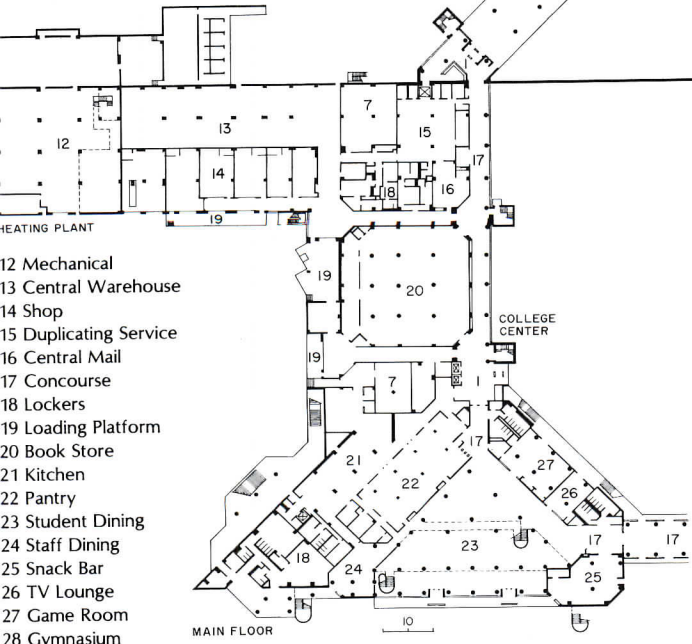 7
15
13
12
17
14
18
16
19
HEATING PLANT
12 Mechanical
13 Central Warehouse
14 Shop
15 Duplicating Service
16 Central Mail
17 Concourse
18 Lockers
19 Loading Platform
20 Book Store
21 Kitchen
22 Pantry
23 Student Dining
24 Staff Dining
25 Snack Bar
26 TV Lounge
27 Game Room
28 Gymnasium
19
20
COLLEGE
CENTER
19
7
1
17
21
27
22
26
23
17
17
18
24
25
10
MAIN FLOOR